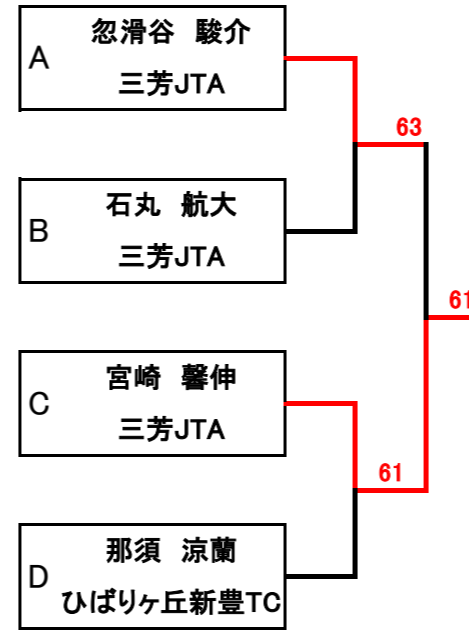 A
忽滑谷 駿介
三芳JTA
63
B
石丸 航大
三芳JTA
61
C
宮崎 馨伸
三芳JTA
61
D
那須 涼蘭
ひばりヶ丘新豊TC